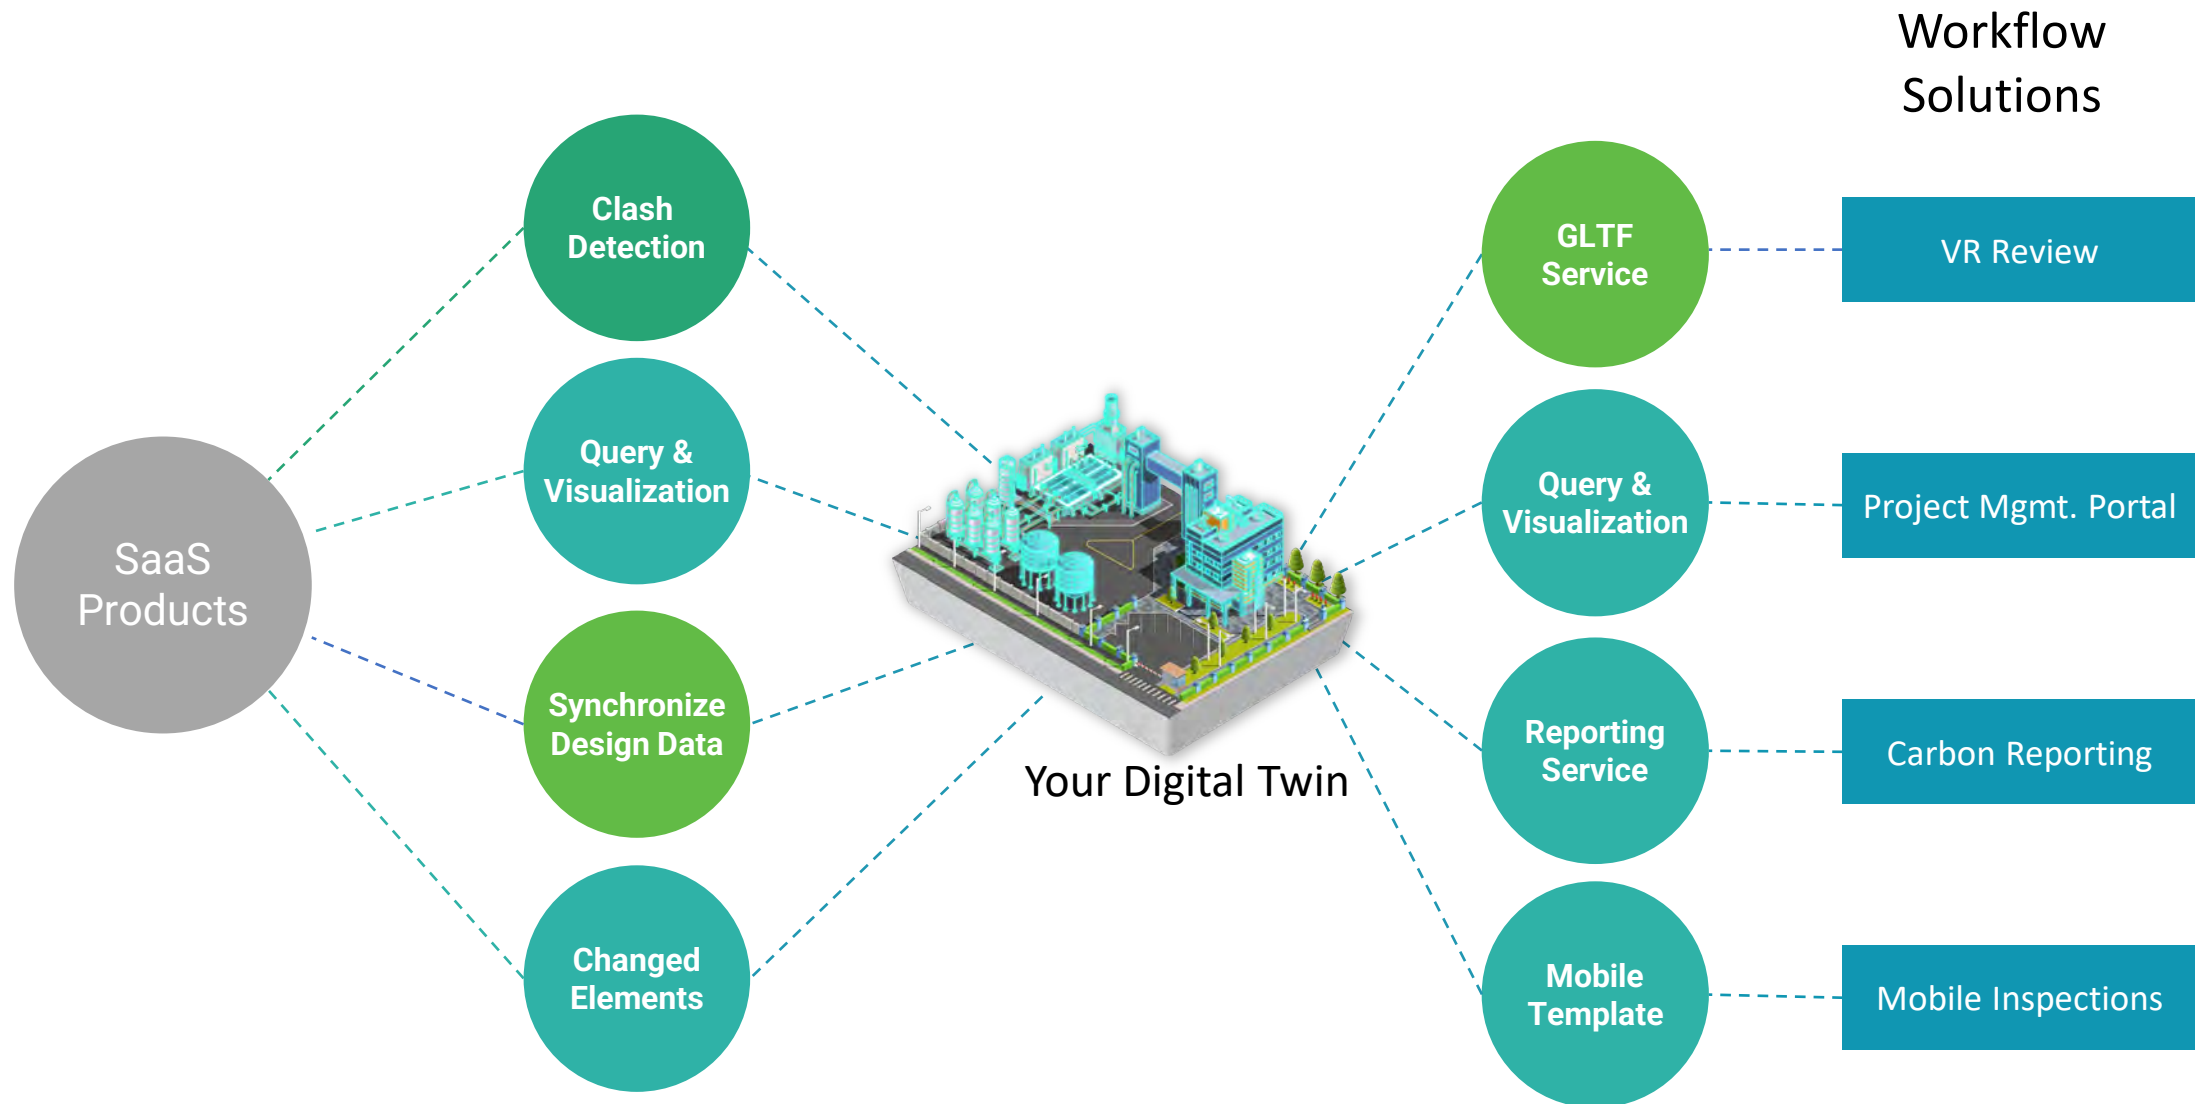 Workflow
Solutions
Clash
Detection
Query &
Visualization
Synchronize
Design Data
Changed
Elements
SaaS
Products
Your Digital Twin
GLTF
Service
Query &
Visualization
Reporting
Service
Mobile
Template
VR Review
Project Mgmt. Portal
Carbon Reporting
Mobile Inspections